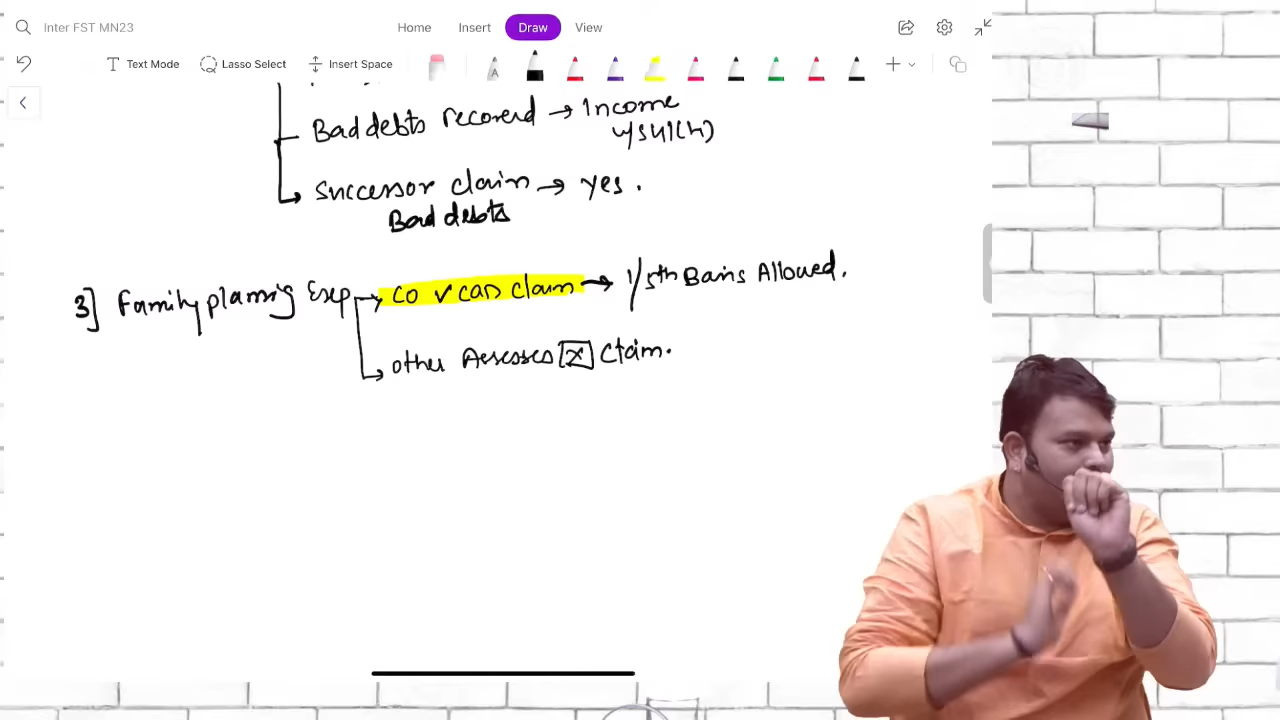 Inter FST MN23
Home Insert Draw View
Text Mode Lasso Select Insert Space
A
Bad debts recovered → Income
u/s 41(4)
Successor claim → yes.
Bad debts
3] Family planning Exp → co ✓ can claim → 1/5th Basis Allowed.
→ other Assesses [x] Claim.